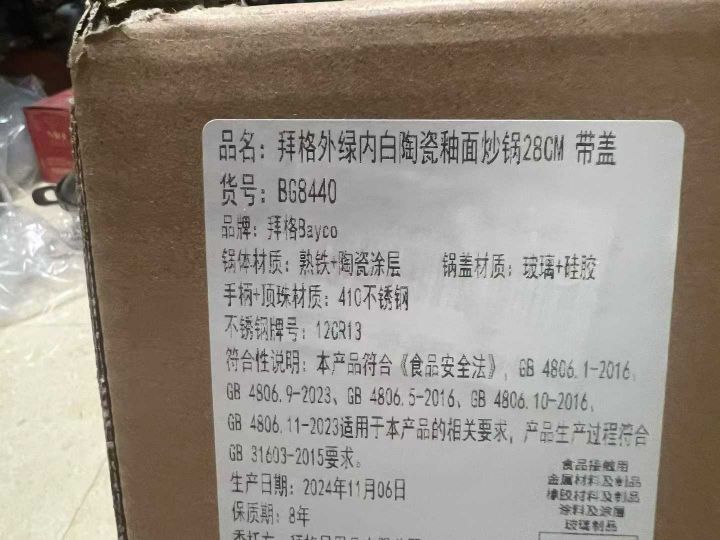 品名：拜格外绿内白陶瓷釉面炒锅28CM 带盖
货号：BG8440
品牌：拜格Bayco
锅体材质：熟铁+陶瓷涂层 锅盖材质：玻璃+硅胶
手柄+顶珠材质：410不锈钢
不锈钢牌号：12CR13
符合性说明：本产品符合《食品安全法》，GB 4806.1-2016、
GB 4806.9-2023、GB 4806.5-2016、GB 4806.10-2016、
GB 4806.11-2023适用于本产品的相关要求，产品生产过程符合
GB 31603-2015要求。
生产日期：2024年11月06日
保质期：8年
食品接触用
金属材料及制品
橡胶材料及制品
涂料及涂层
玻璃制品